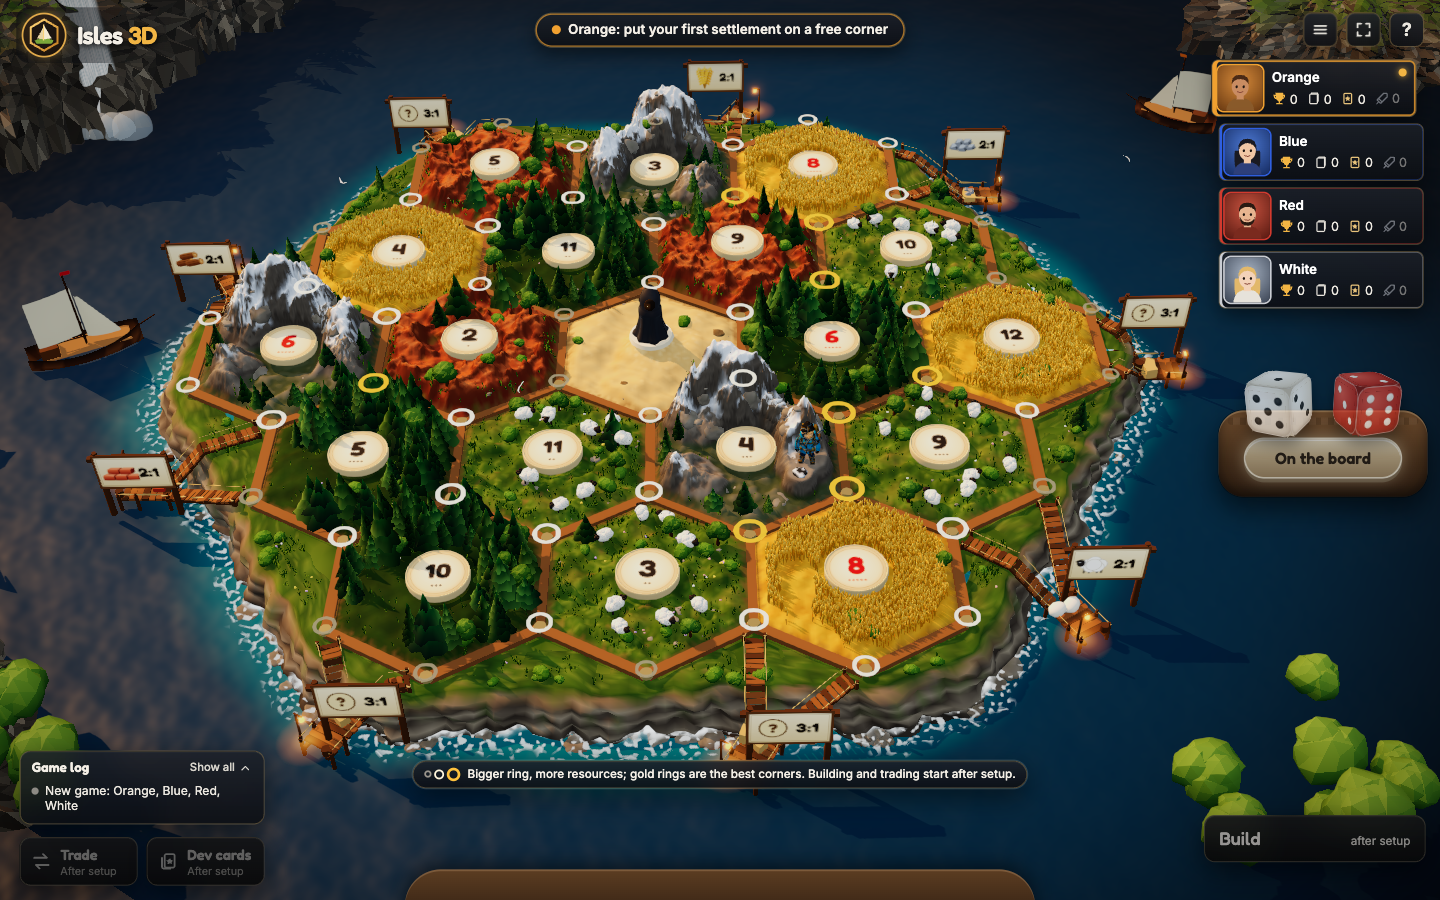 Isles 3D
Orange: put your first settlement on a free corner
?
Orange
0 0 0 0
Blue
0 0 0 0
Red
0 0 0 0
White
0 0 0 0
2:1
? 3:1
2:1
5
3
8
4
11
9
10
2:1
6
2
6
12
? 3:1
On the board
5
11
4
9
2:1
10
3
8
2:1
? 3:1
? 3:1
Bigger ring, more resources; gold rings are the best corners. Building and trading start after setup.
Game log
Show all
New game: Orange, Blue, Red,
White
Trade
After setup
Dev cards
After setup
Build
after setup